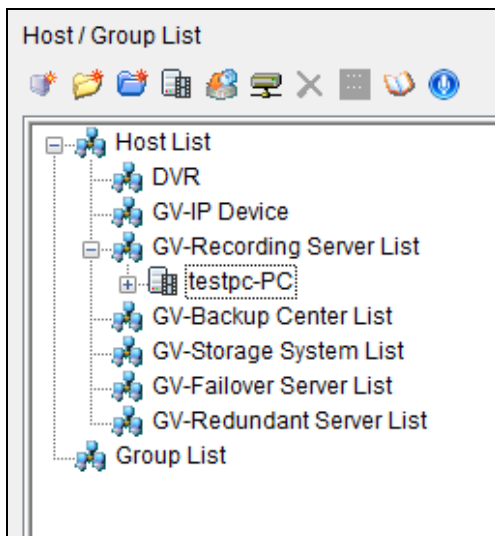 Host / Group List
Host List
DVR
GV-IP Device
GV-Recording Server List
testpc-PC
GV-Backup Center List
GV-Storage System List
GV-Failover Server List
GV-Redundant Server List
Group List